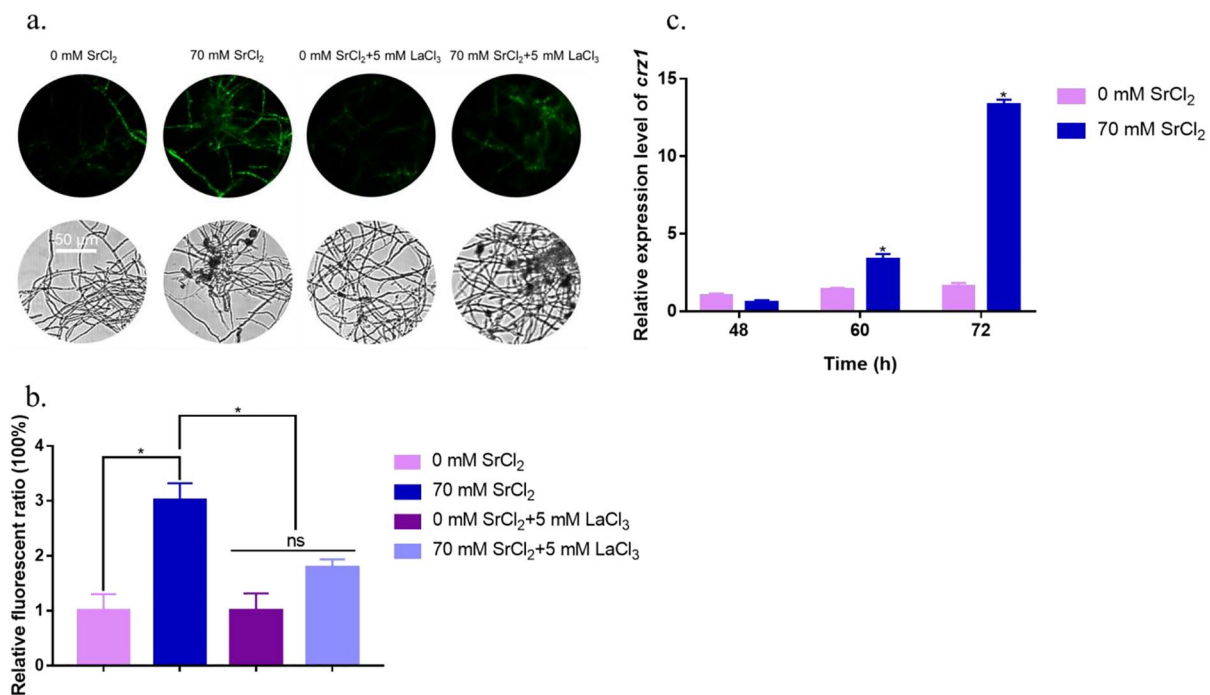 a.
0 mM SrCl₂
70 mM SrCl₂
0 mM SrCl₂+5 mM LaCl₃
70 mM SrCl₂+5 mM LaCl₃
50 μm
b.
Relative fluorescent ratio (100%)
4
3
2
1
0
*
*
ns
0 mM SrCl₂
70 mM SrCl₂
0 mM SrCl₂+5 mM LaCl₃
70 mM SrCl₂+5 mM LaCl₃
c.
Relative expression level of crz1
15
10
5
0
*
*
48
60
72
Time (h)
0 mM SrCl₂
70 mM SrCl₂